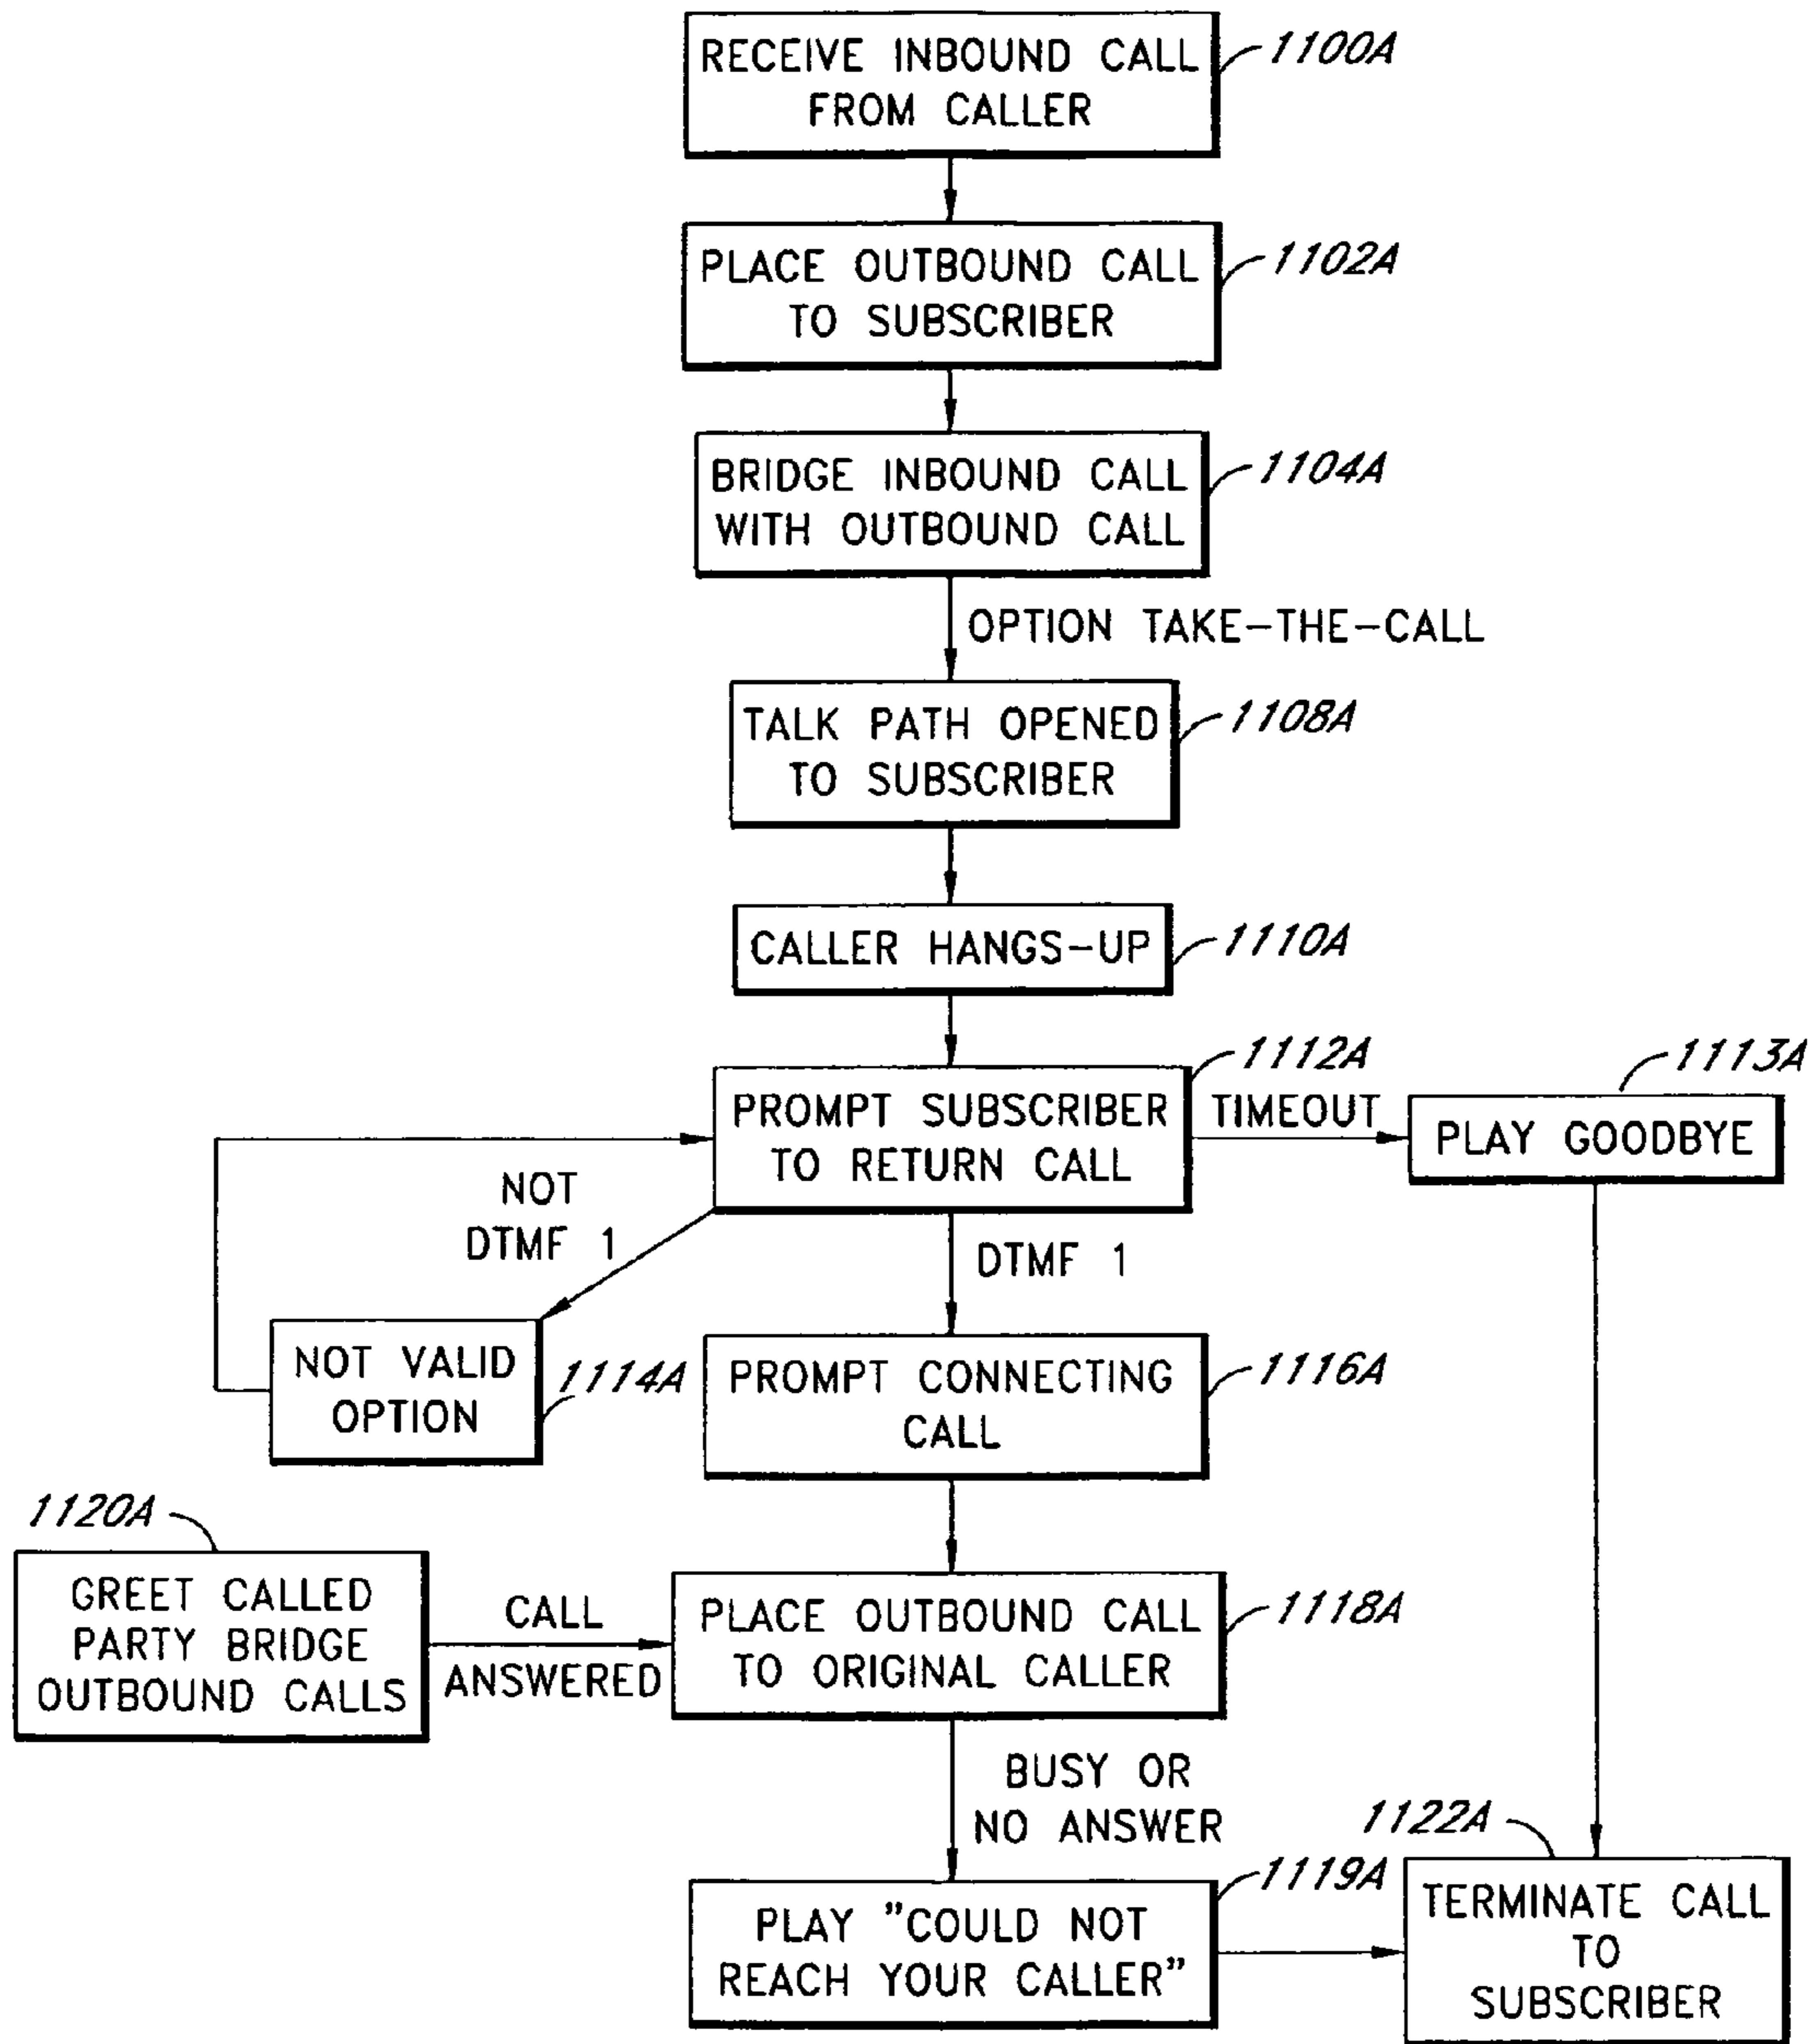 RECEIVE INBOUND CALL
FROM CALLER
1100A
PLACE OUTBOUND CALL
TO SUBSCRIBER
1102A
BRIDGE INBOUND CALL
WITH OUTBOUND CALL
1104A
OPTION TAKE-THE-CALL
TALK PATH OPENED
TO SUBSCRIBER
1108A
CALLER HANGS-UP
1110A
PROMPT SUBSCRIBER
TO RETURN CALL
1112A
TIMEOUT
1113A
PLAY GOODBYE
NOT
DTMF 1
DTMF 1
NOT VALID
OPTION
1114A
PROMPT CONNECTING
CALL
1116A
1120A
GREET CALLED
PARTY BRIDGE
OUTBOUND CALLS
CALL
ANSWERED
PLACE OUTBOUND CALL
TO ORIGINAL CALLER
1118A
BUSY OR
NO ANSWER
PLAY "COULD NOT
REACH YOUR CALLER"
1119A
1122A
TERMINATE CALL
TO
SUBSCRIBER